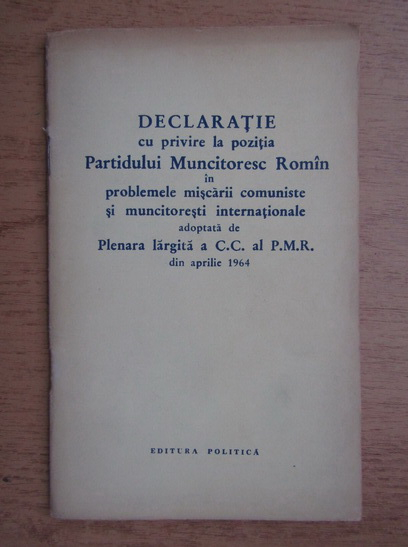 DECLARAȚIE
cu privire la poziția
Partidului Muncitoresc Romîn
în
problemele mișcării comuniste
și muncitorești internaționale
adoptată de
Plenara lărgită a C.C. al P.M.R.
din aprilie 1964
EDITURA POLITICĂ